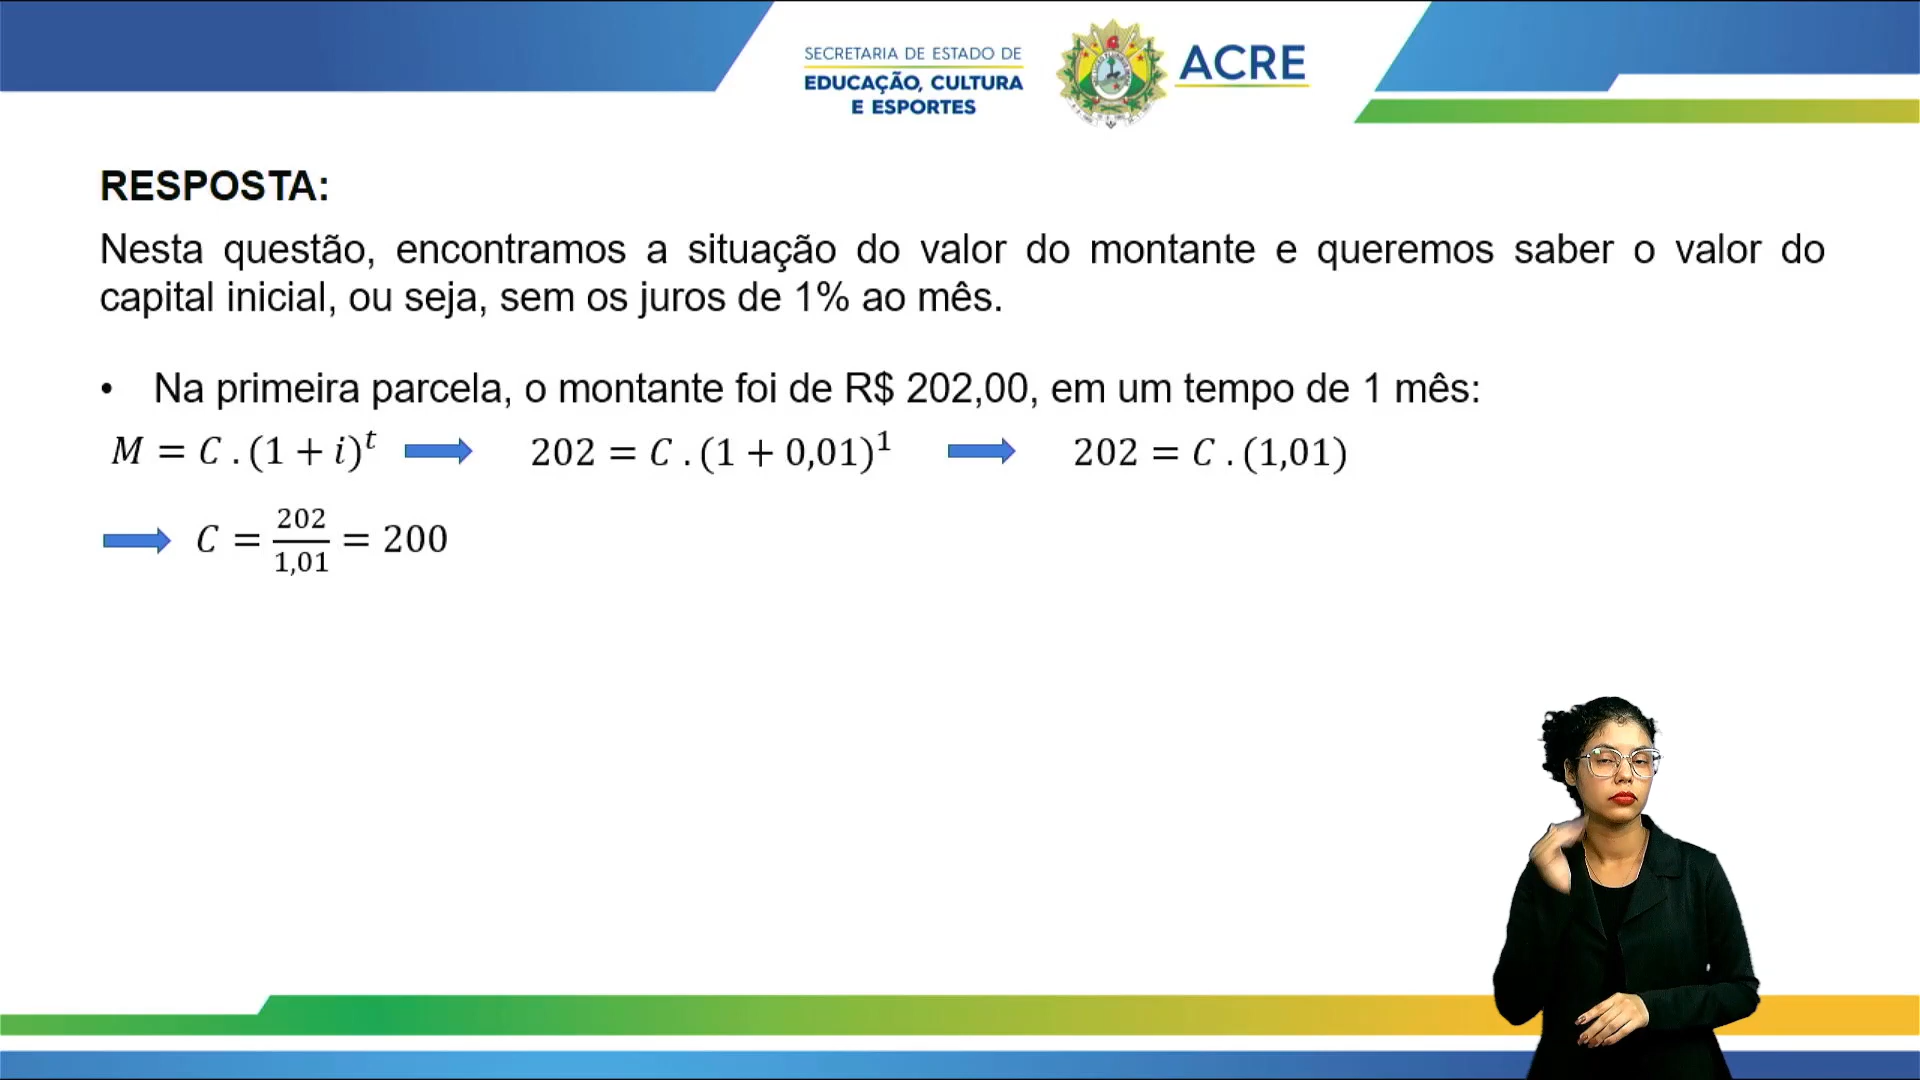 SECRETARIA DE ESTADO DE
EDUCAÇÃO, CULTURA
E ESPORTES
ACRE
RESPOSTA:
Nesta questão, encontramos a situação do valor do montante e queremos saber o valor do
capital inicial, ou seja, sem os juros de 1% ao mês.
• Na primeira parcela, o montante foi de R$ 202,00, em um tempo de 1 mês:
M = C . (1 + i)^t 202 = C . (1 + 0,01)^1 202 = C . (1,01)
C = 202/1,01 = 200